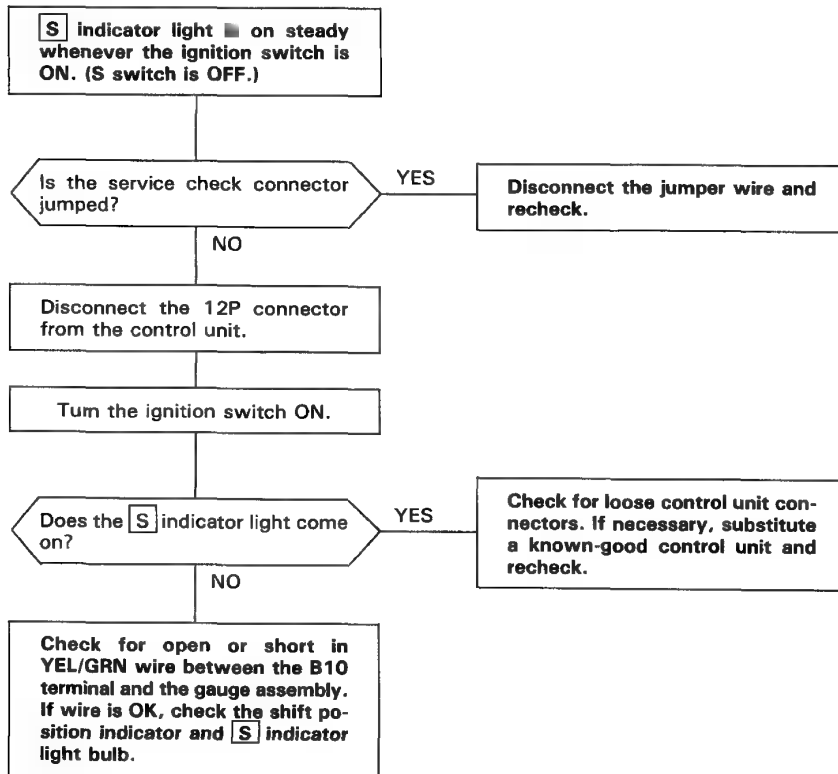 S indicator light on steady
whenever the ignition switch is
ON. (S switch is OFF.)
Is the service check connector
jumped?
YES
Disconnect the jumper wire and
recheck.
NO
Disconnect the 12P connector
from the control unit.
Turn the ignition switch ON.
Does the S indicator light come
on?
YES
Check for loose control unit con-
nectors. If necessary, substitute
a known-good control unit and
recheck.
NO
Check for open or short in
YEL/GRN wire between the B10
terminal and the gauge assembly.
If wire is OK, check the shift po-
sition indicator and S indicator
light bulb.